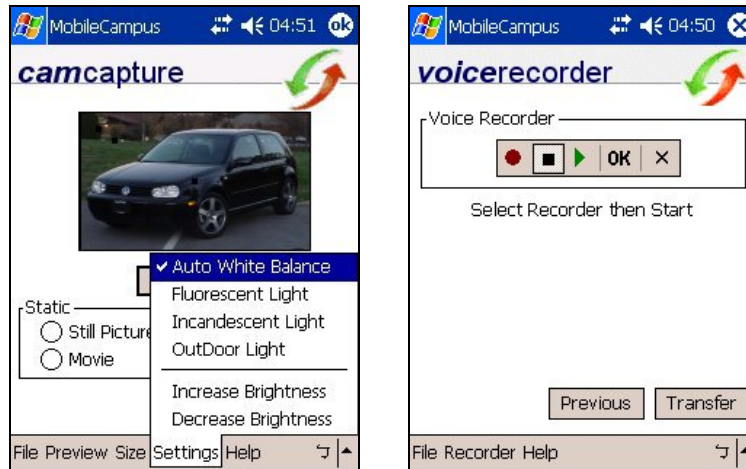 MobileCampus 04:51 ok
camcapture
Auto White Balance
Fluorescent Light
Incandescent Light
OutDoor Light
Increase Brightness
Decrease Brightness
Static
Still Picture
Movie
File Preview Size Settings Help
MobileCampus 04:50
voicerecorder
Voice Recorder
OK
Select Recorder then Start
Previous Transfer
File Recorder Help